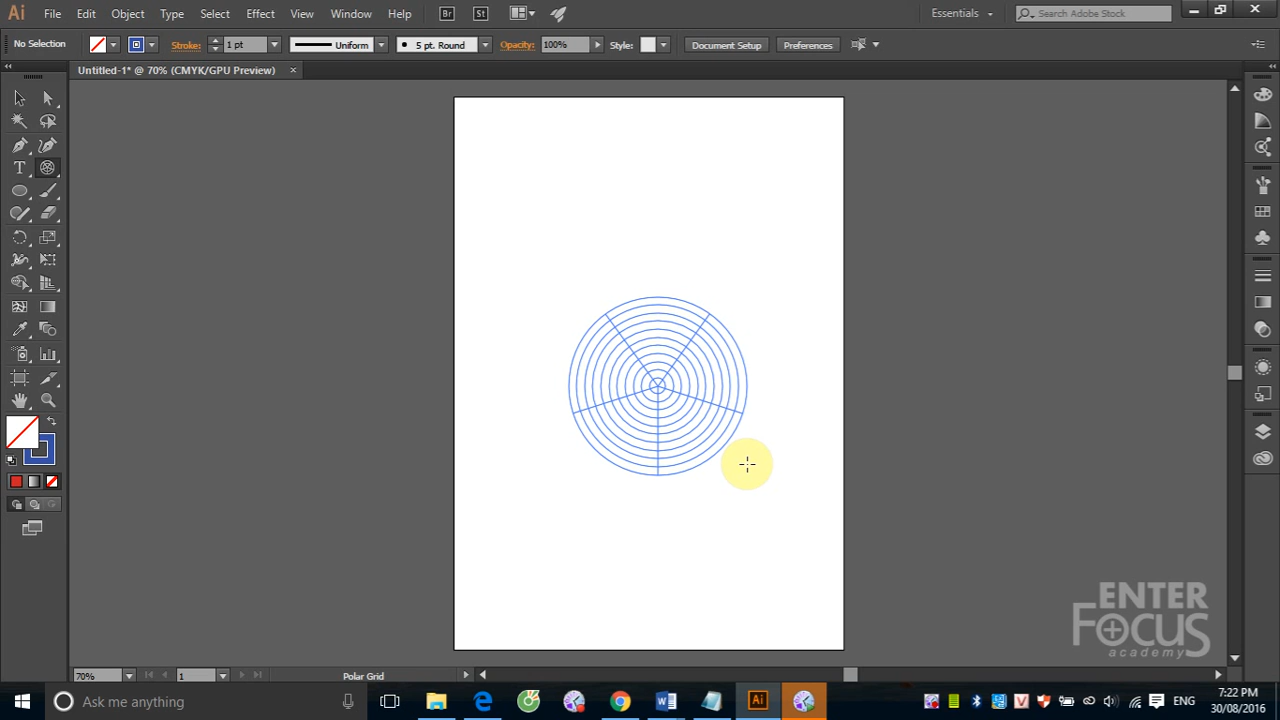 Ai File Edit Object Type Select Effect View Window Help Br St Essentials Search Adobe Stock
No Selection Stroke: 1 pt Uniform 5 pt. Round Opacity: 100% Style: Document Setup Preferences
Untitled-1* @ 70% (CMYK/GPU Preview)
T
ENTER
FOCUS
academy
70% 1 Polar Grid
Ask me anything Ai ENG 7:22 PM
30/08/2016